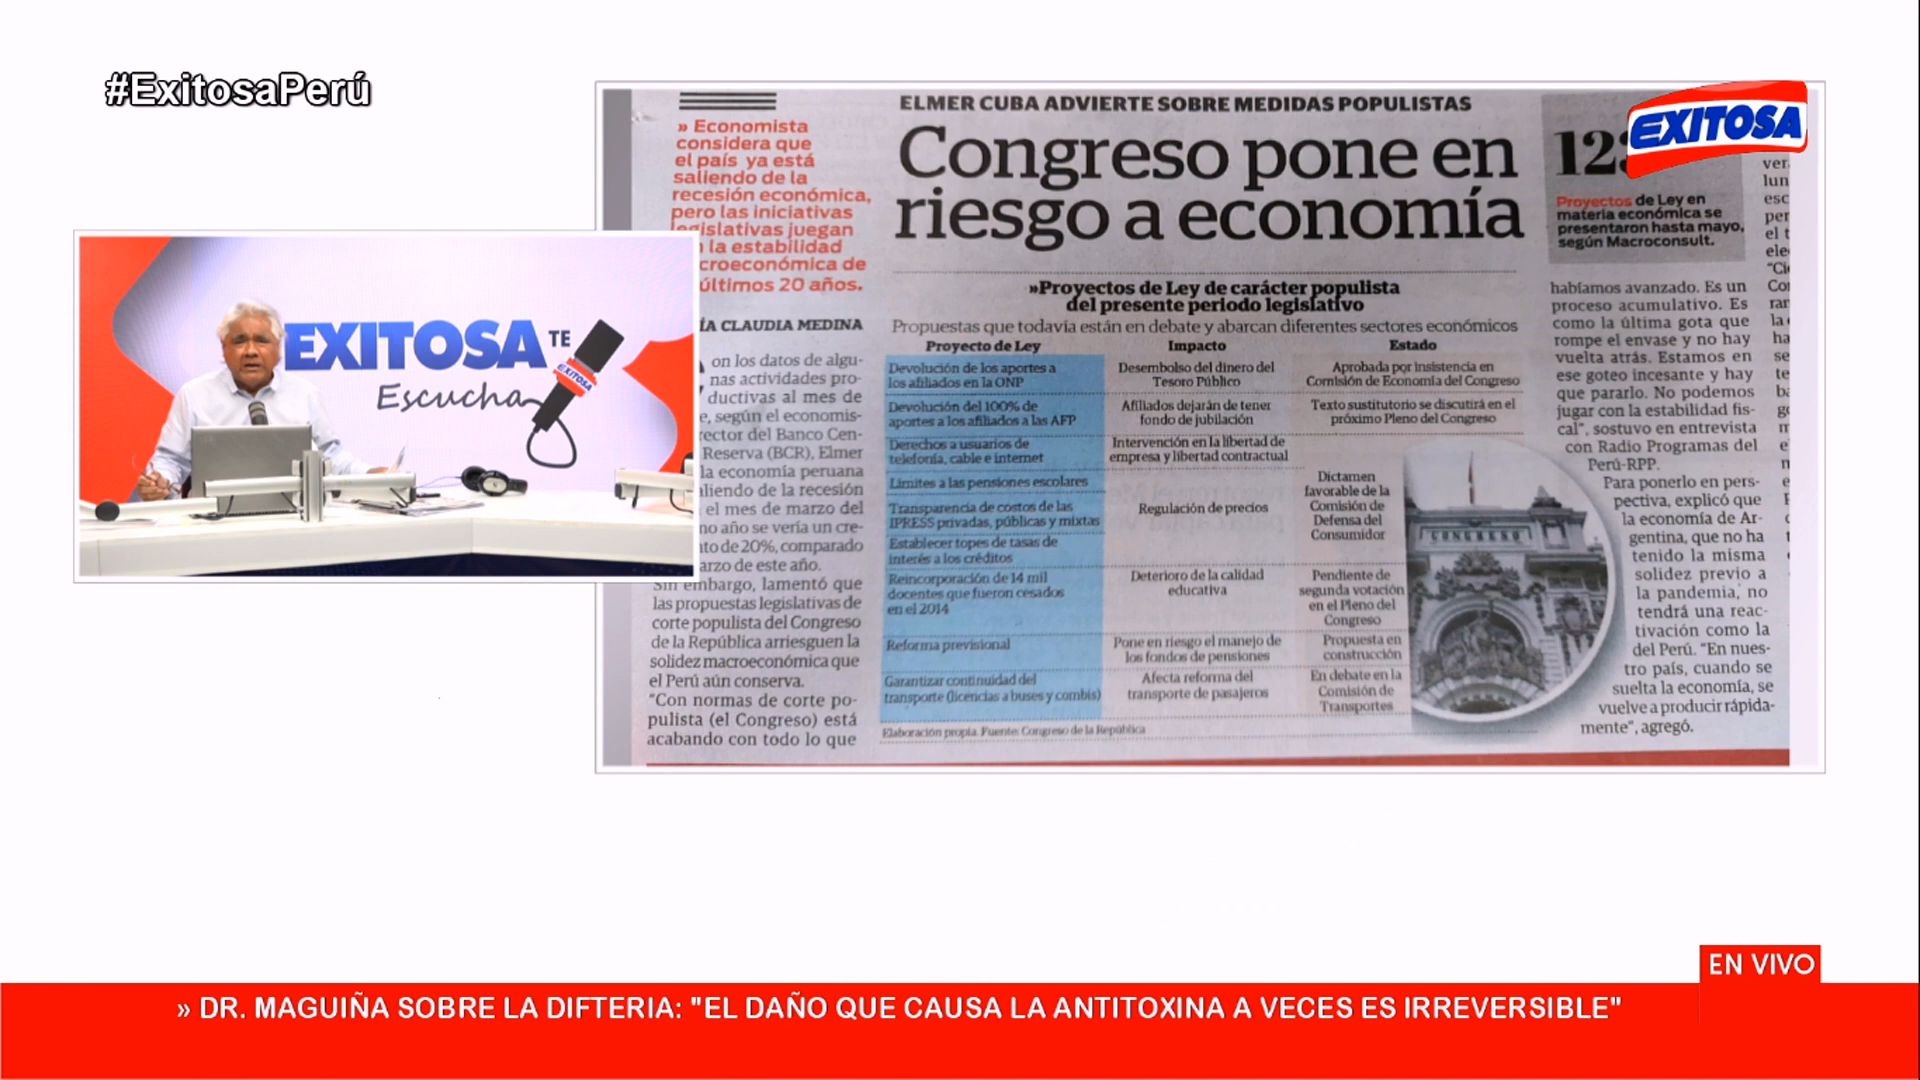 #ExitosaPerú
EXITOSA
EXITOSA TE
Escucha
EXITOSA
» Economista
considera que
el país ya está
saliendo de la
recesión económica,
pero las iniciativas
legislativas juegan
la estabilidad
croeconómica de
últimos 20 años.
ÍA CLAUDIA MEDINA
on los datos de algu-
nas actividades pro-
ductivas al mes de
e, según el economis-
rector del Banco Cen-
Reserva (BCR), Elmer
la economía peruana
liendo de la recesión
el mes de marzo del
mo año se vería un cre-
to de 20%, comparado
arzo de este año.
Sin embargo, lamentó que
las propuestas legislativas de
corte populista del Congreso
de la República arriesguen la
solidez macroeconómica que
el Perú aún conserva.
"Con normas de corte po-
pulista (el Congreso) está
acabando con todo lo que
ELMER CUBA ADVIERTE SOBRE MEDIDAS POPULISTAS
Congreso pone en
riesgo a economía
»Proyectos de Ley de carácter populista
del presente periodo legislativo
Propuestas que todavía están en debate y abarcan diferentes sectores económicos
Proyecto de Ley Impacto Estado
Devolución de los aportes a
los afiliados en la ONP
Desembolso del dinero del
Tesoro Público
Aprobada por insistencia en
Comisión de Economía del Congreso
Devolución del 100% de
aportes a los afiliados a las AFP
Afiliados dejarán de tener
fondo de jubilación
Texto sustitutorio se discutirá en el
próximo Pleno del Congreso
Derechos a usuarios de
telefonía, cable e internet
Intervención en la libertad de
empresa y libertad contractual
Límites a las pensiones escolares
Transparencia de costos de las
IPRESS privadas, públicas y mixtas
Establecer topes de tasas de
interés a los créditos
Regulación de precios
Dictamen
favorable de la
Comisión de
Defensa del
Consumidor
Reincorporación de 14 mil
docentes que fueron cesados
en el 2014
Deterioro de la calidad
educativa
Pendiente de
segunda votación
en el Pleno del
Congreso
Reforma previsional
Pone en riesgo el manejo de
los fondos de pensiones
Propuesta en
construcción
Garantizar continuidad del
transporte (licencias a buses y combis)
Afecta reforma del
transporte de pasajeros
En debate en la
Comisión de
Transportes
Elaboración propia. Fuente: Congreso de la República
CONGRESO
12
Proyectos de Ley en
materia económica se
presentaron hasta mayo,
según Macroconsult.
habíamos avanzado. Es un
proceso acumulativo. Es
como la última gota que
rompe el envase y no hay
vuelta atrás. Estamos en
ese goteo incesante y hay
que pararlo. No podemos
jugar con la estabilidad fis-
cal", sostuvo en entrevista
con Radio Programas del
Perú-RPP.
Para ponerlo en pers-
pectiva, explicó que
la economía de Ar-
gentina, que no ha
tenido la misma
solidez previo a
la pandemia, no
tendrá una reac-
tivación como la
del Perú. "En nues-
tro país, cuando se
suelta la economía, se
vuelve a producir rápida-
mente", agregó.
EN VIVO
» DR. MAGUIÑA SOBRE LA DIFTERIA: "EL DAÑO QUE CAUSA LA ANTITOXINA A VECES ES IRREVERSIBLE"